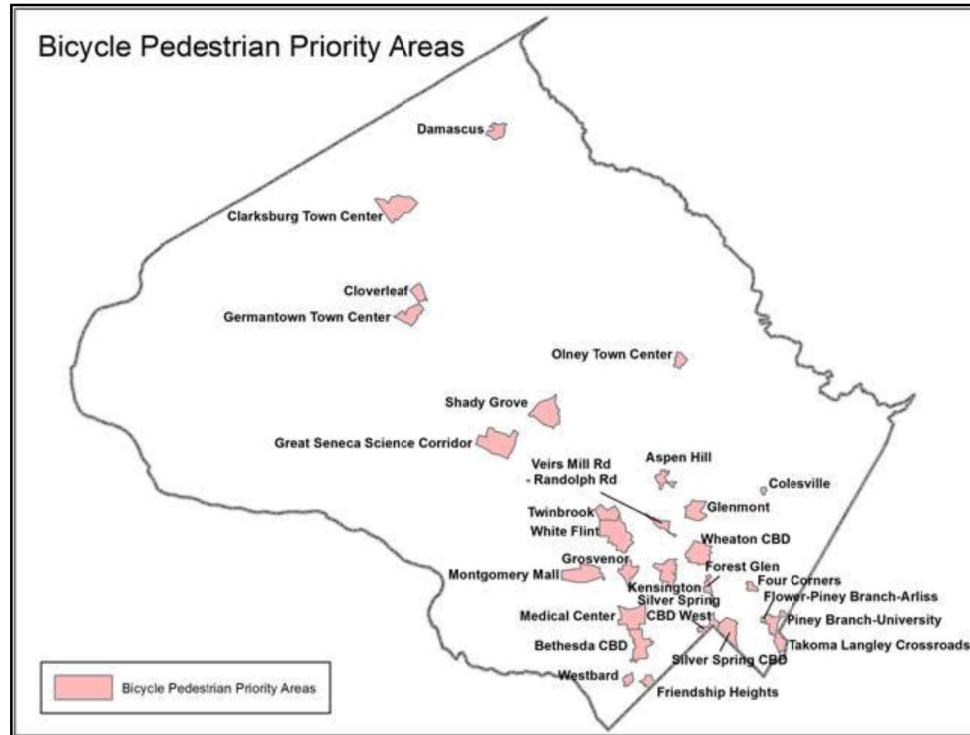 Bicycle Pedestrian Priority Areas
Damascus
Clarksburg Town Center
Cloverleaf
Germantown Town Center
Olney Town Center
Shady Grove
Great Seneca Science Corridor
Veirs Mill Rd
- Randolph Rd
Aspen Hill
Colesville
Twinbrook
Glenmont
White Flint
Wheaton CBD
Grosvenor
Forest Glen
Montgomery Mall
Kensington
Four Corners
Silver Spring
CBD West
Flower-Piney Branch-Arliss
Medical Center
Piney Branch-University
Bethesda CBD
Takoma Langley Crossroads
Silver Spring CBD
Westbard
Friendship Heights
Bicycle Pedestrian Priority Areas